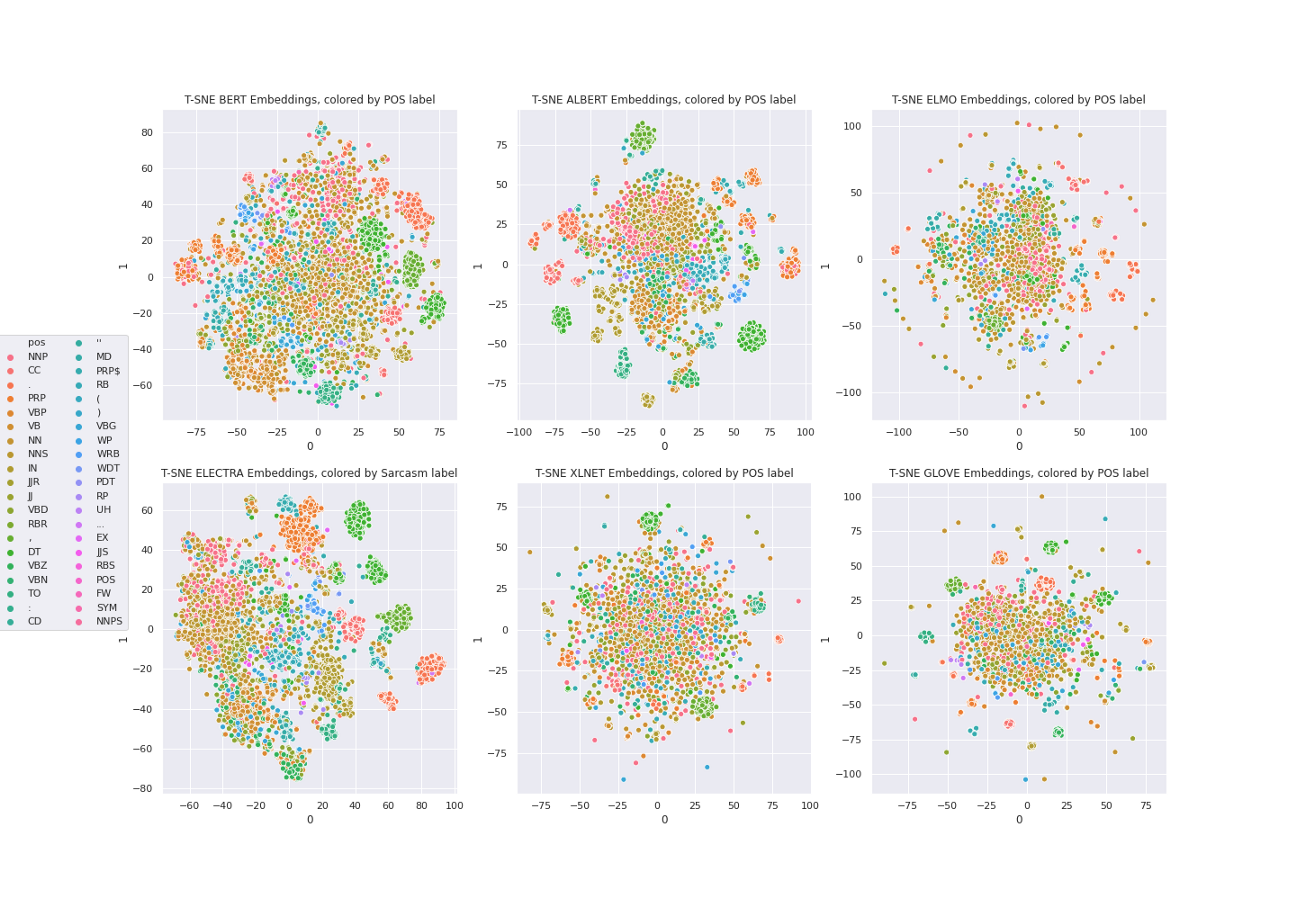 T-SNE BERT Embeddings, colored by POS label
80
60
40
20
0
−20
−40
−60
1
−75 −50 −25 0 25 50 75
0
T-SNE ALBERT Embeddings, colored by POS label
75
50
25
0
−25
−50
−75
1
−100 −75 −50 −25 0 25 50 75 100
0
T-SNE ELMO Embeddings, colored by POS label
100
50
0
−50
−100
1
−100 −50 0 50 100
0
pos
NNP
CC
.
PRP
VBP
VB
NN
NNS
IN
JJR
JJ
VBD
RBR
,
DT
VBZ
VBN
TO
:
CD
''
MD
PRP$
RB
(
)
VBG
WP
WRB
WDT
PDT
RP
UH
...
EX
JJS
RBS
POS
FW
SYM
NNPS
T-SNE ELECTRA Embeddings, colored by Sarcasm label
60
40
20
0
−20
−40
−60
−80
1
−60 −40 −20 0 20 40 60 80 100
0
T-SNE XLNET Embeddings, colored by POS label
75
50
25
0
−25
−50
−75
1
−75 −50 −25 0 25 50 75 100
0
T-SNE GLOVE Embeddings, colored by POS label
100
75
50
25
0
−25
−50
−75
−100
1
−75 −50 −25 0 25 50 75
0